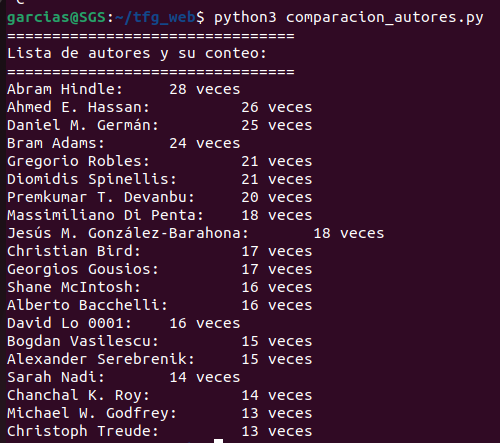 garcias@SGS:~/tfg_web$ python3 comparacion_autores.py
================================
Lista de autores y su conteo:
================================
Abram Hindle: 28 veces
Ahmed E. Hassan: 26 veces
Daniel M. Germán: 25 veces
Bram Adams: 24 veces
Gregorio Robles: 21 veces
Diomidis Spinellis: 21 veces
Premkumar T. Devanbu: 20 veces
Massimiliano Di Penta: 18 veces
Jesús M. González-Barahona: 18 veces
Christian Bird: 17 veces
Georgios Gousios: 17 veces
Shane McIntosh: 16 veces
Alberto Bacchelli: 16 veces
David Lo 0001: 16 veces
Bogdan Vasilescu: 15 veces
Alexander Serebrenik: 15 veces
Sarah Nadi: 14 veces
Chanchal K. Roy: 14 veces
Michael W. Godfrey: 13 veces
Christoph Treude: 13 veces